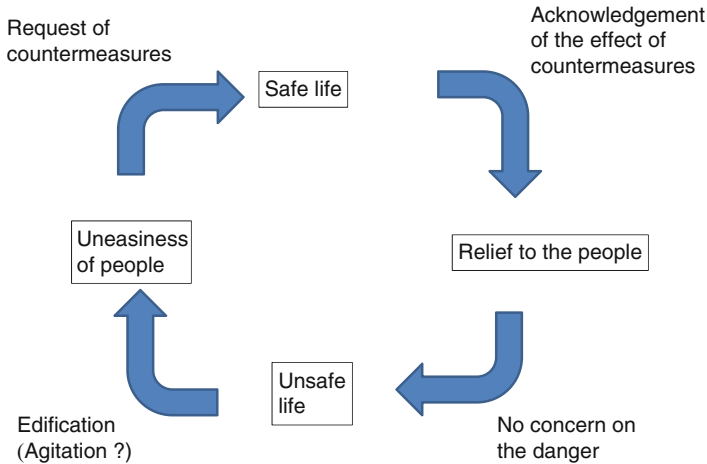 Request of
countermeasures
Acknowledgement
of the effect of
countermeasures
Safe life
Uneasiness
of people
Relief to the people
Unsafe
life
Edification
(Agitation ?)
No concern on
the danger